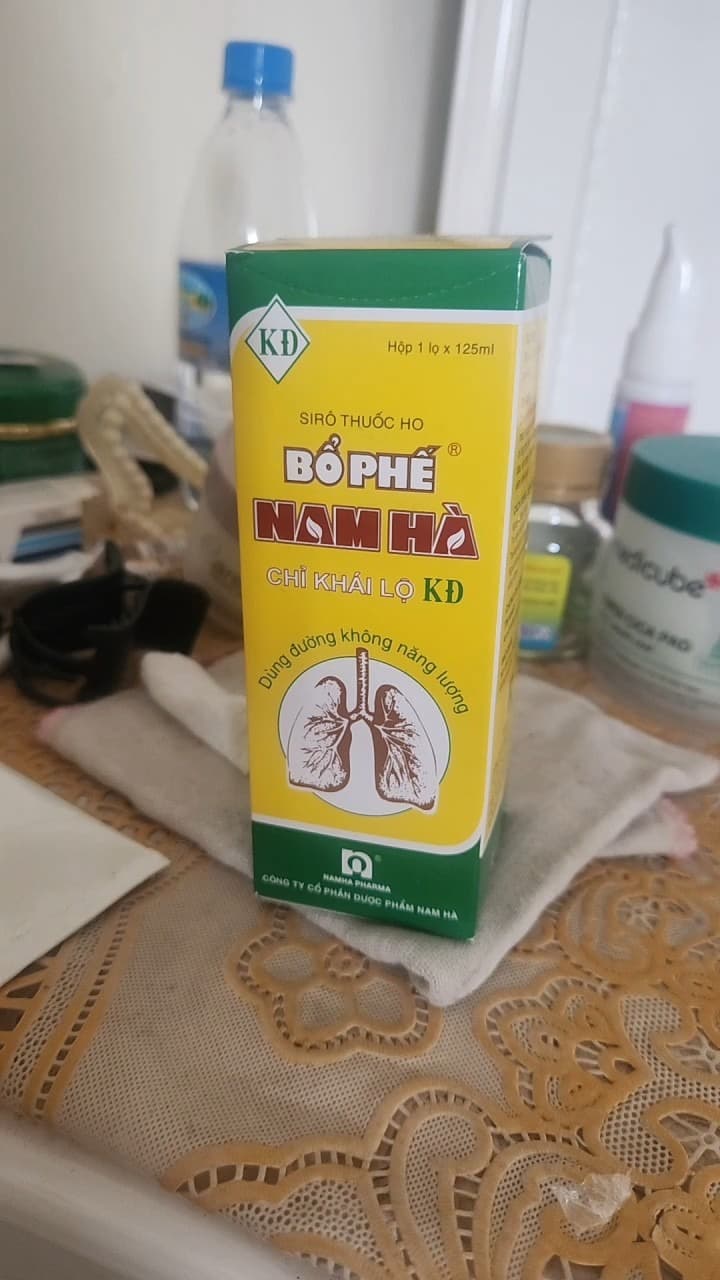 KĐ
Hộp 1 lọ x 125ml
SIRÔ THUỐC HO
BỔ PHẾ ®
NAM HÀ
CHỈ KHÁI LỘ KĐ
Dùng đường không năng lượng
NAMHA PHARMA ®
CÔNG TY CỔ PHẦN DƯỢC PHẨM NAM HÀ
dicube